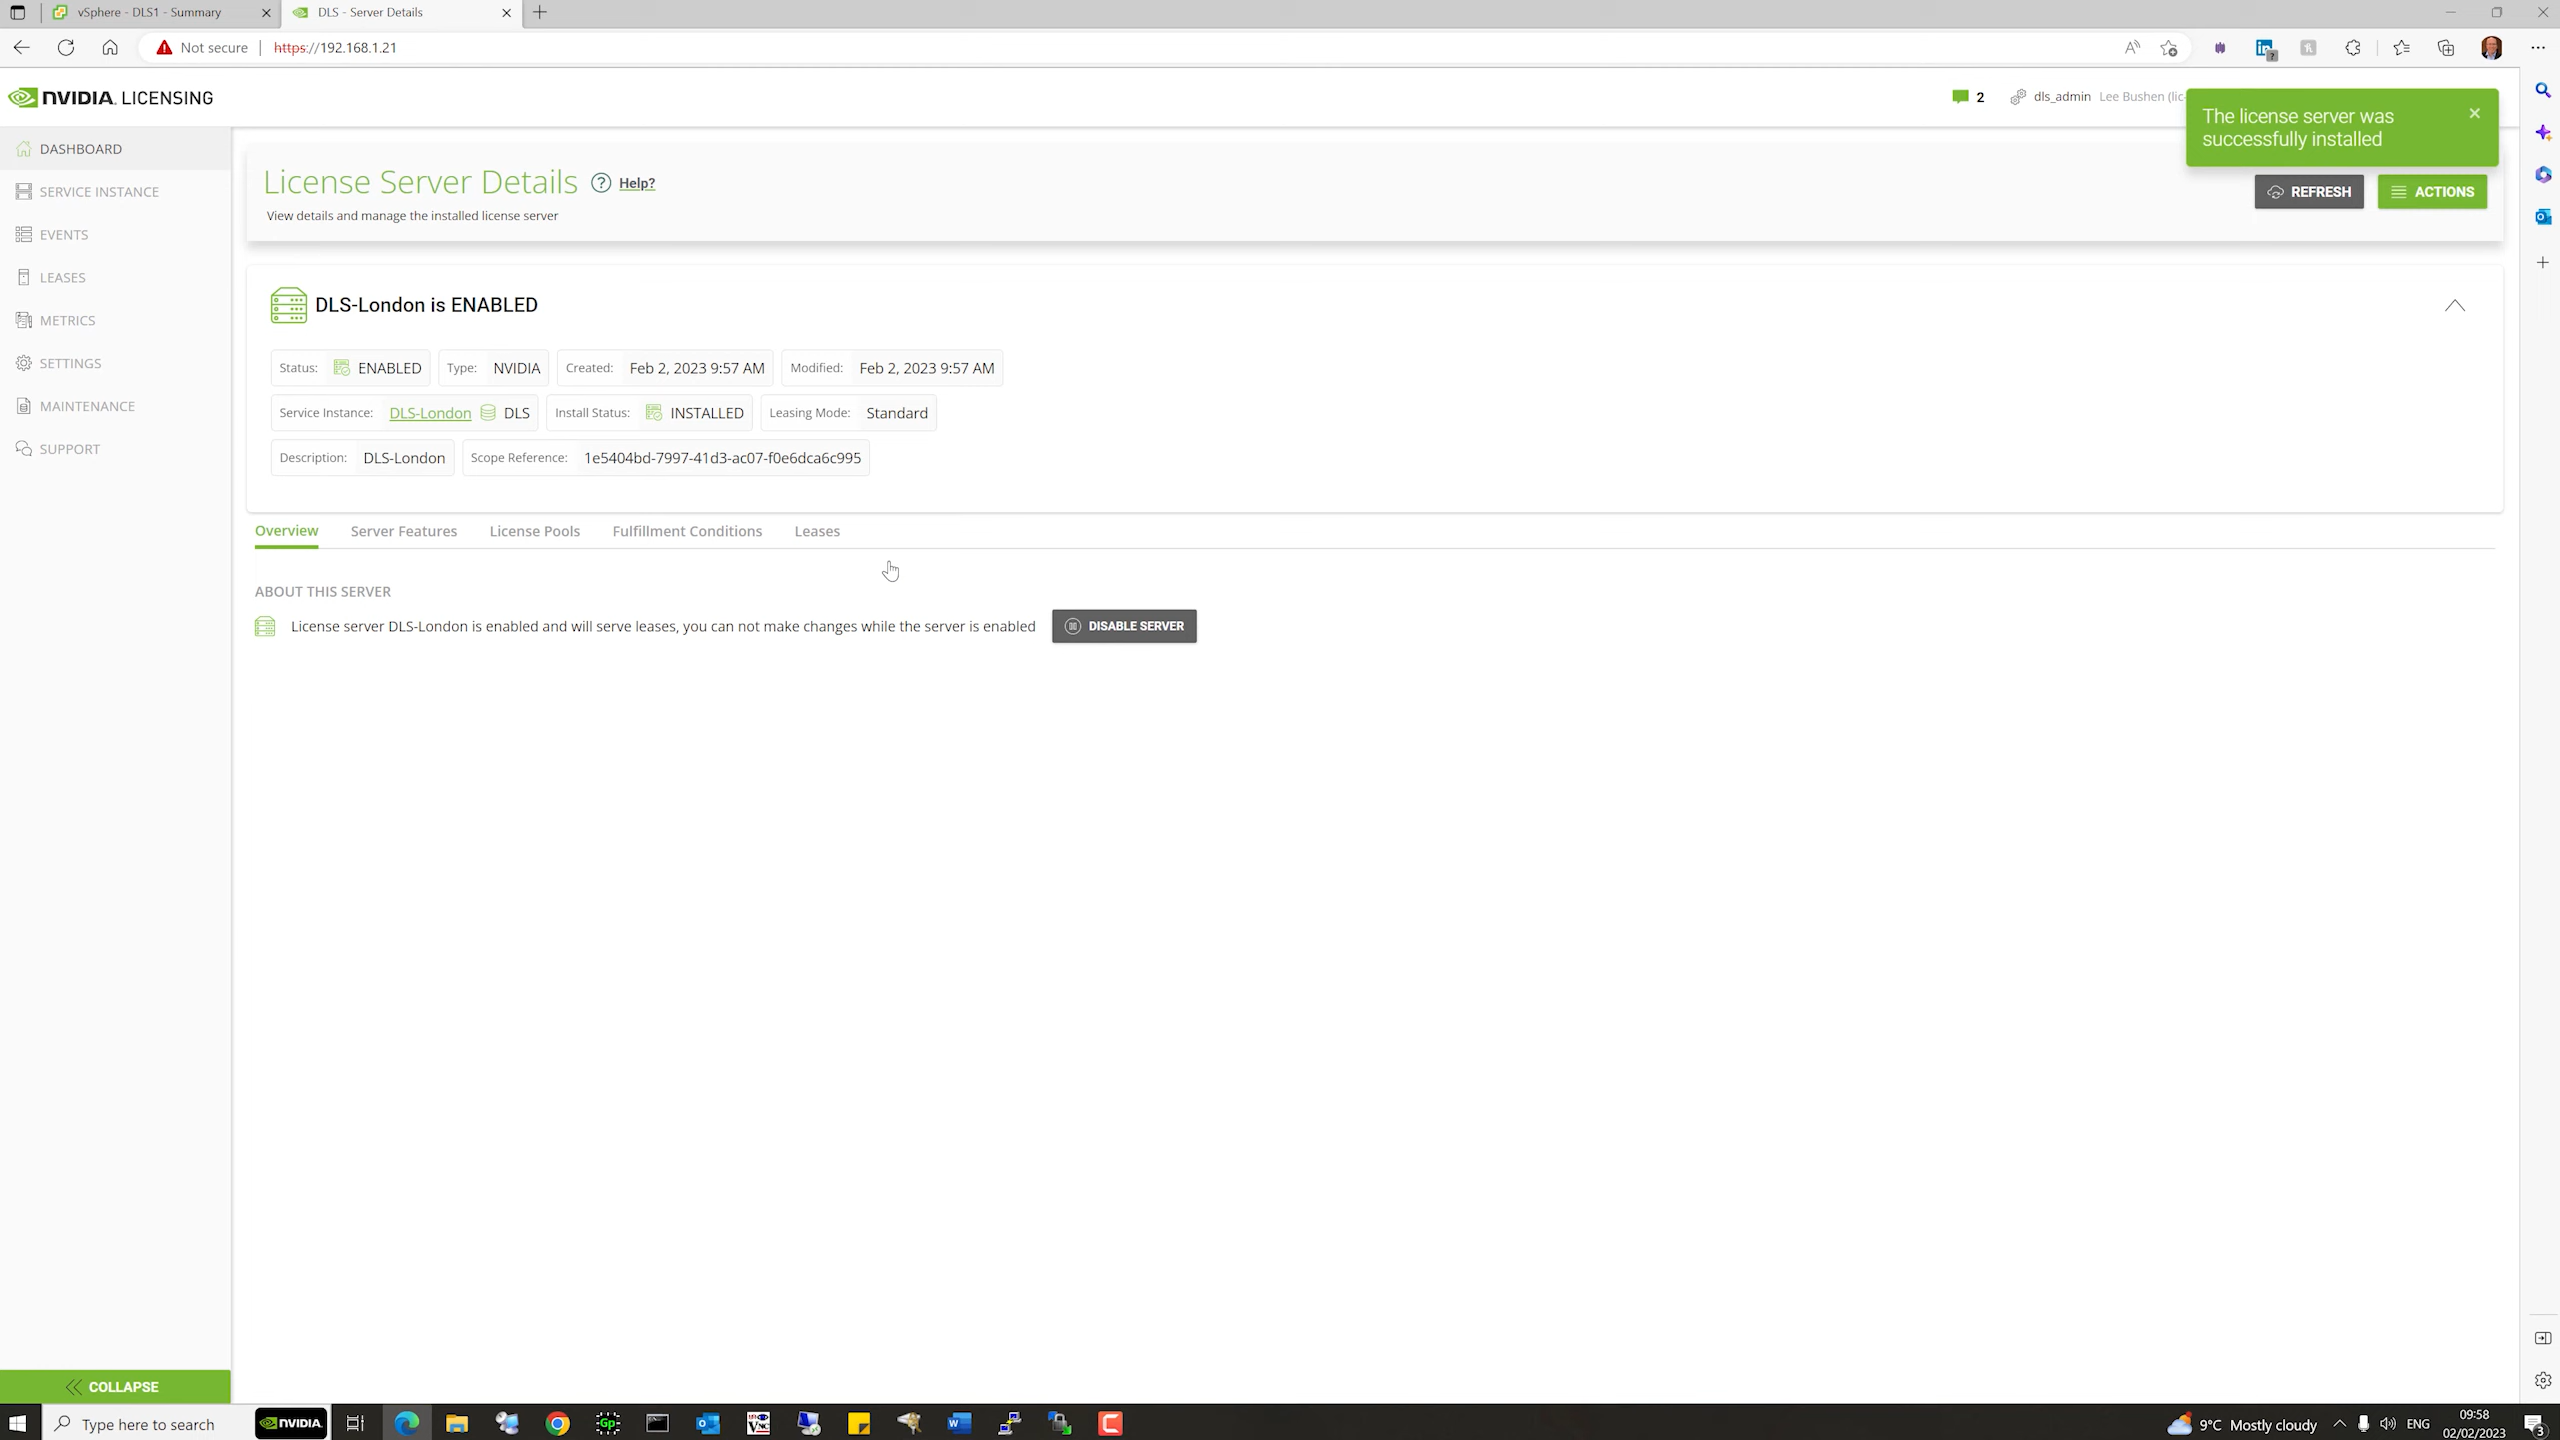 vSphere - DLS1 - Summary
DLS - Server Details
Not secure
https://192.168.1.21
NVIDIA. LICENSING
2
dls_admin Lee Bushen (lic-
The license server was
successfully installed
DASHBOARD
SERVICE INSTANCE
EVENTS
LEASES
METRICS
SETTINGS
MAINTENANCE
SUPPORT
COLLAPSE
License Server Details
Help?
View details and manage the installed license server
REFRESH
ACTIONS
DLS-London is ENABLED
Status: ENABLED Type: NVIDIA Created: Feb 2, 2023 9:57 AM Modified: Feb 2, 2023 9:57 AM
Service Instance: DLS-London DLS Install Status: INSTALLED Leasing Mode: Standard
Description: DLS-London Scope Reference: 1e5404bd-7997-41d3-ac07-f0e6dca6c995
Overview Server Features License Pools Fulfillment Conditions Leases
ABOUT THIS SERVER
License server DLS-London is enabled and will serve leases, you can not make changes while the server is enabled
DISABLE SERVER
Type here to search
NVIDIA.
Gp
9°C Mostly cloudy
ENG
09:58
02/02/2023
3